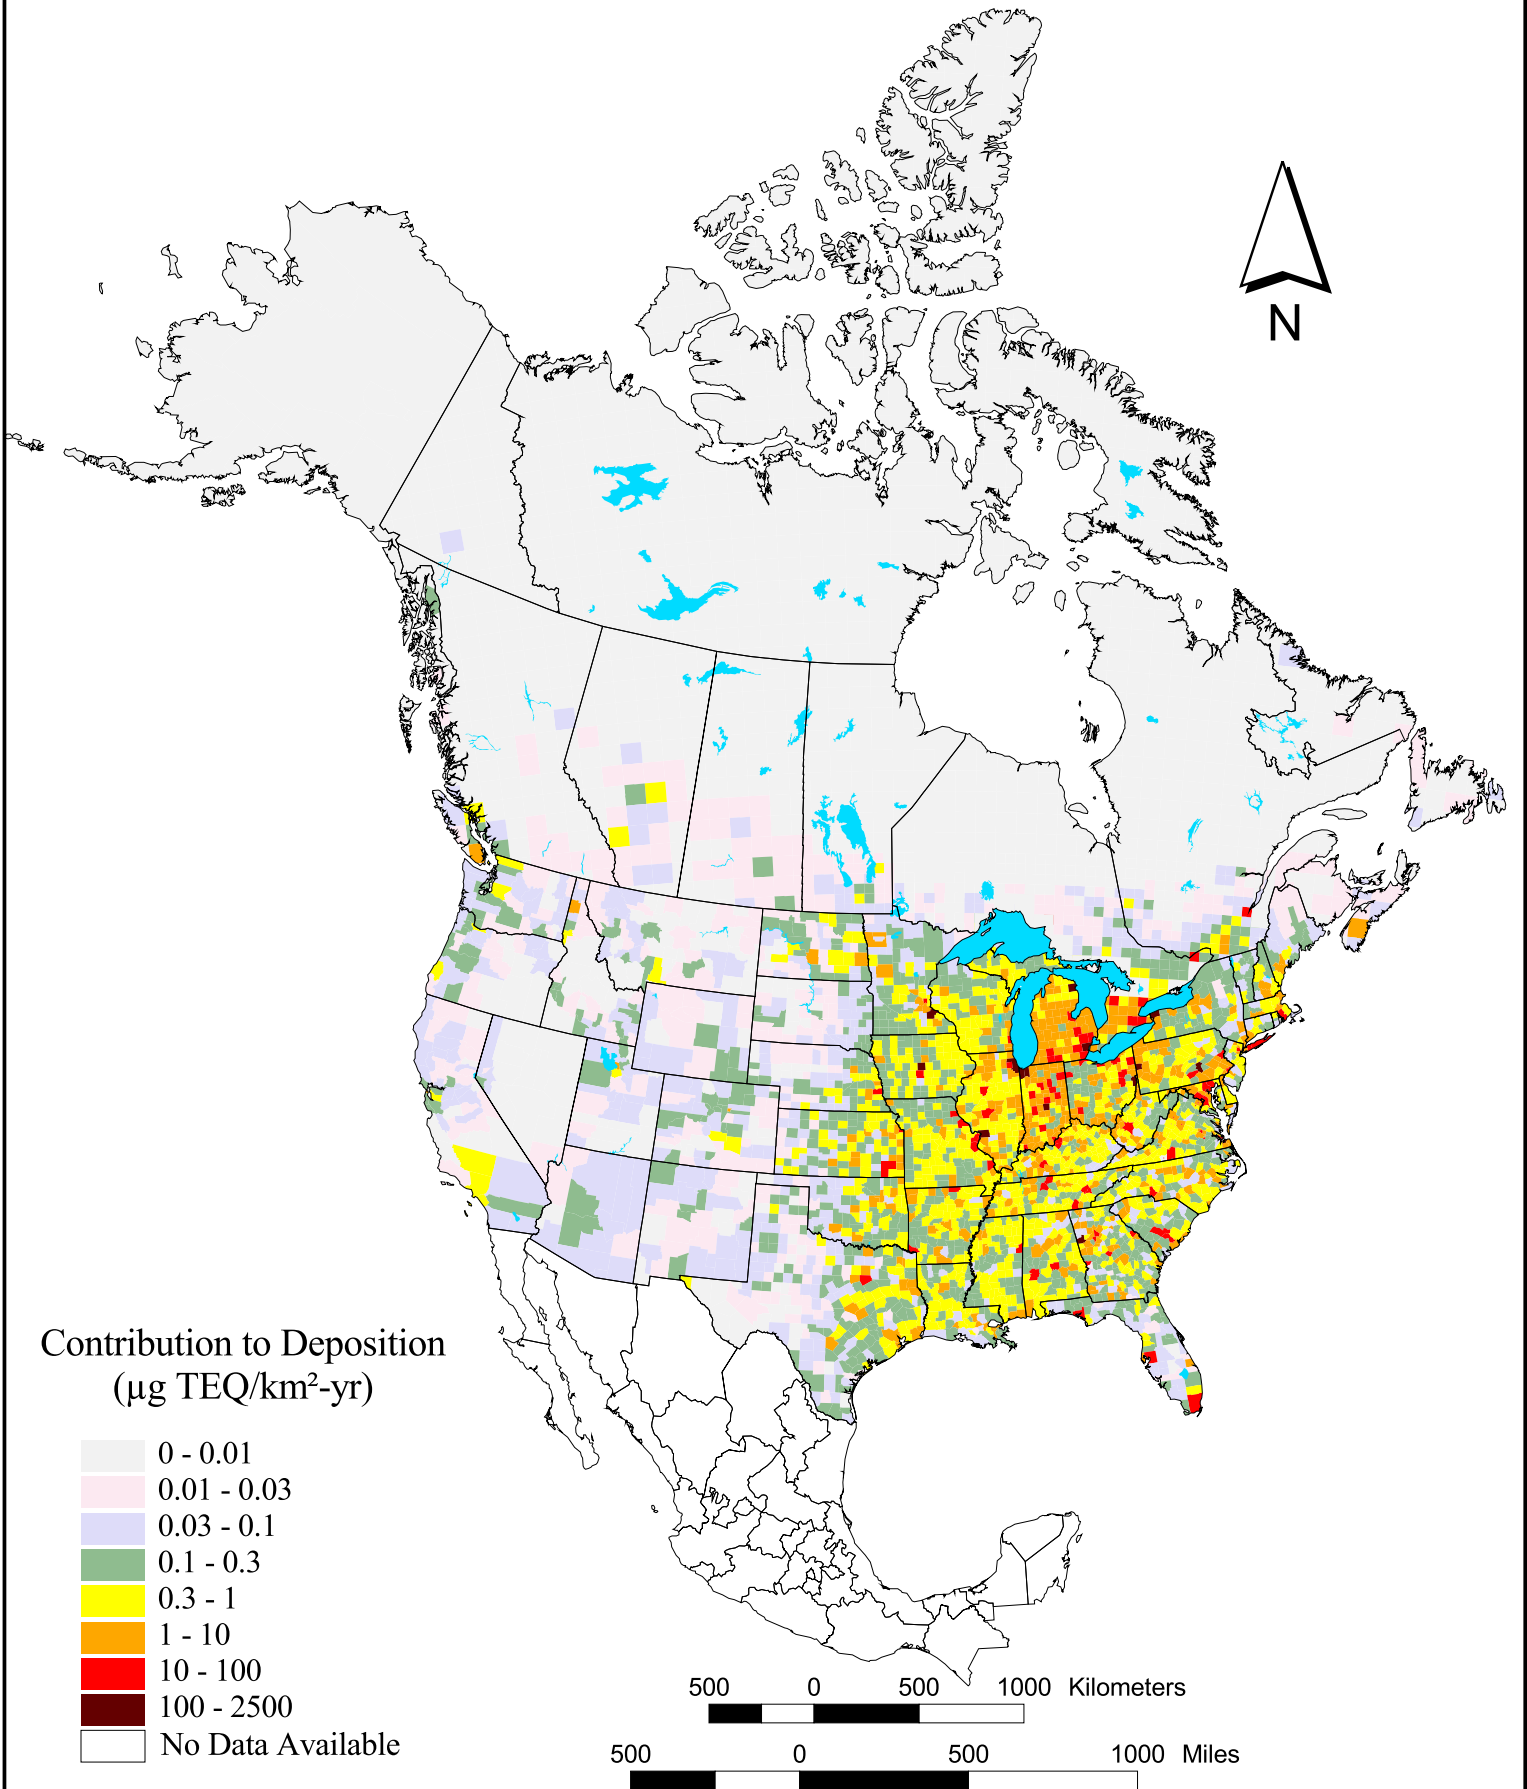 N
Contribution to Deposition
(µg TEQ/km²-yr)
0 - 0.01
0.01 - 0.03
0.03 - 0.1
0.1 - 0.3
0.3 - 1
1 - 10
10 - 100
100 - 2500
No Data Available
500 0 500 1000 Kilometers
500 0 500 1000 Miles